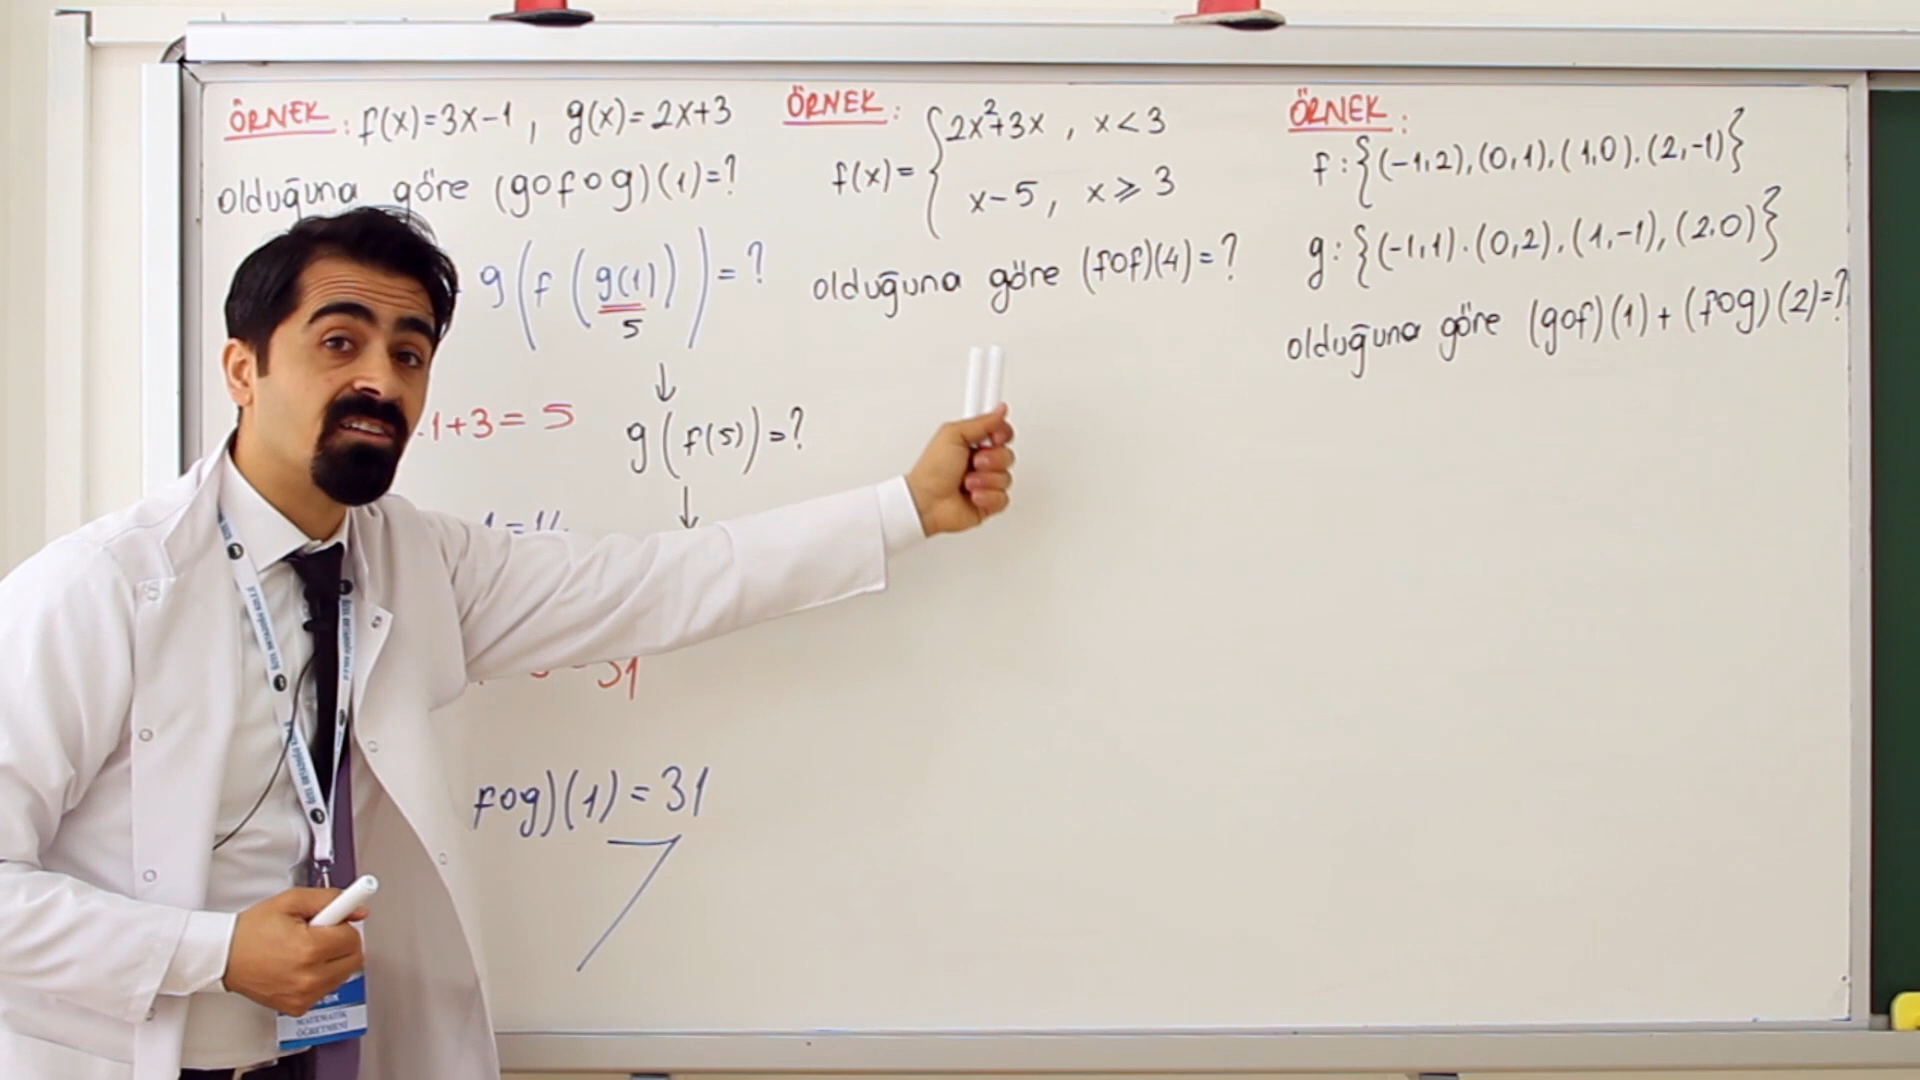 ÖRNEK: f(x)=3x-1, g(x)=2x+3
olduğuna göre (gofog)(1)=?
g(f(g(1)))=?
5
↓
.1+3=5
g(f(5))=?
↓
fog)(1)=31
ÖRNEK:
f(x)={2x²+3x, x<3
x-5, x⩾3
olduğuna göre (fof)(4)=?
ÖRNEK:
f:{(-1,2),(0,1),(1,0).(2,-1)}
g:{(-1,1).(0,2),(1,-1),(2.0)}
olduğuna göre (gof)(1)+(fog)(2)=?
MATEMATİK
ÖĞRETMENİ